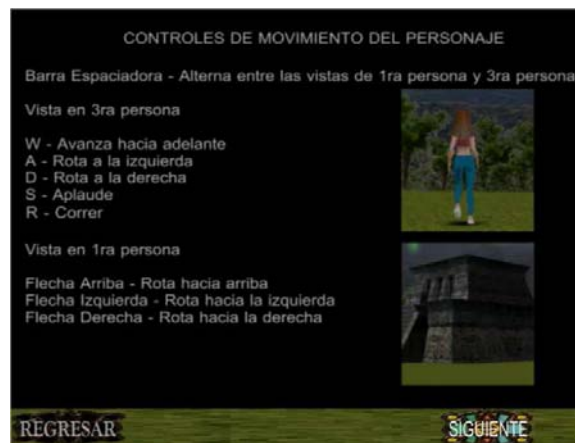 CONTROLES DE MOVIMIENTO DEL PERSONAJE
Barra Espaciadora - Alterna entre las vistas de 1ra persona y 3ra persona
Vista en 3ra persona
W - Avanza hacia adelante
A - Rota a la izquierda
D - Rota a la derecha
S - Aplaude
R - Correr
Vista en 1ra persona
Flecha Arriba - Rota hacia arriba
Flecha Izquierda - Rota hacia la izquierda
Flecha Derecha - Rota hacia la derecha
REGRESAR
SIGUIENTE